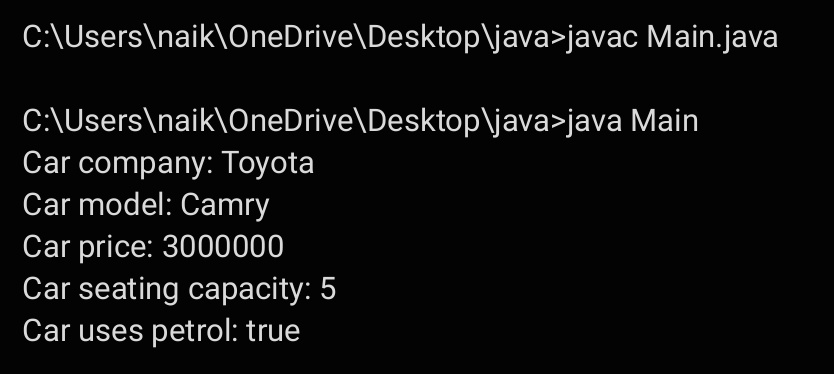 C:\Users\naik\OneDrive\Desktop\java>javac Main.java
C:\Users\naik\OneDrive\Desktop\java>java Main
Car company: Toyota
Car model: Camry
Car price: 3000000
Car seating capacity: 5
Car uses petrol: true